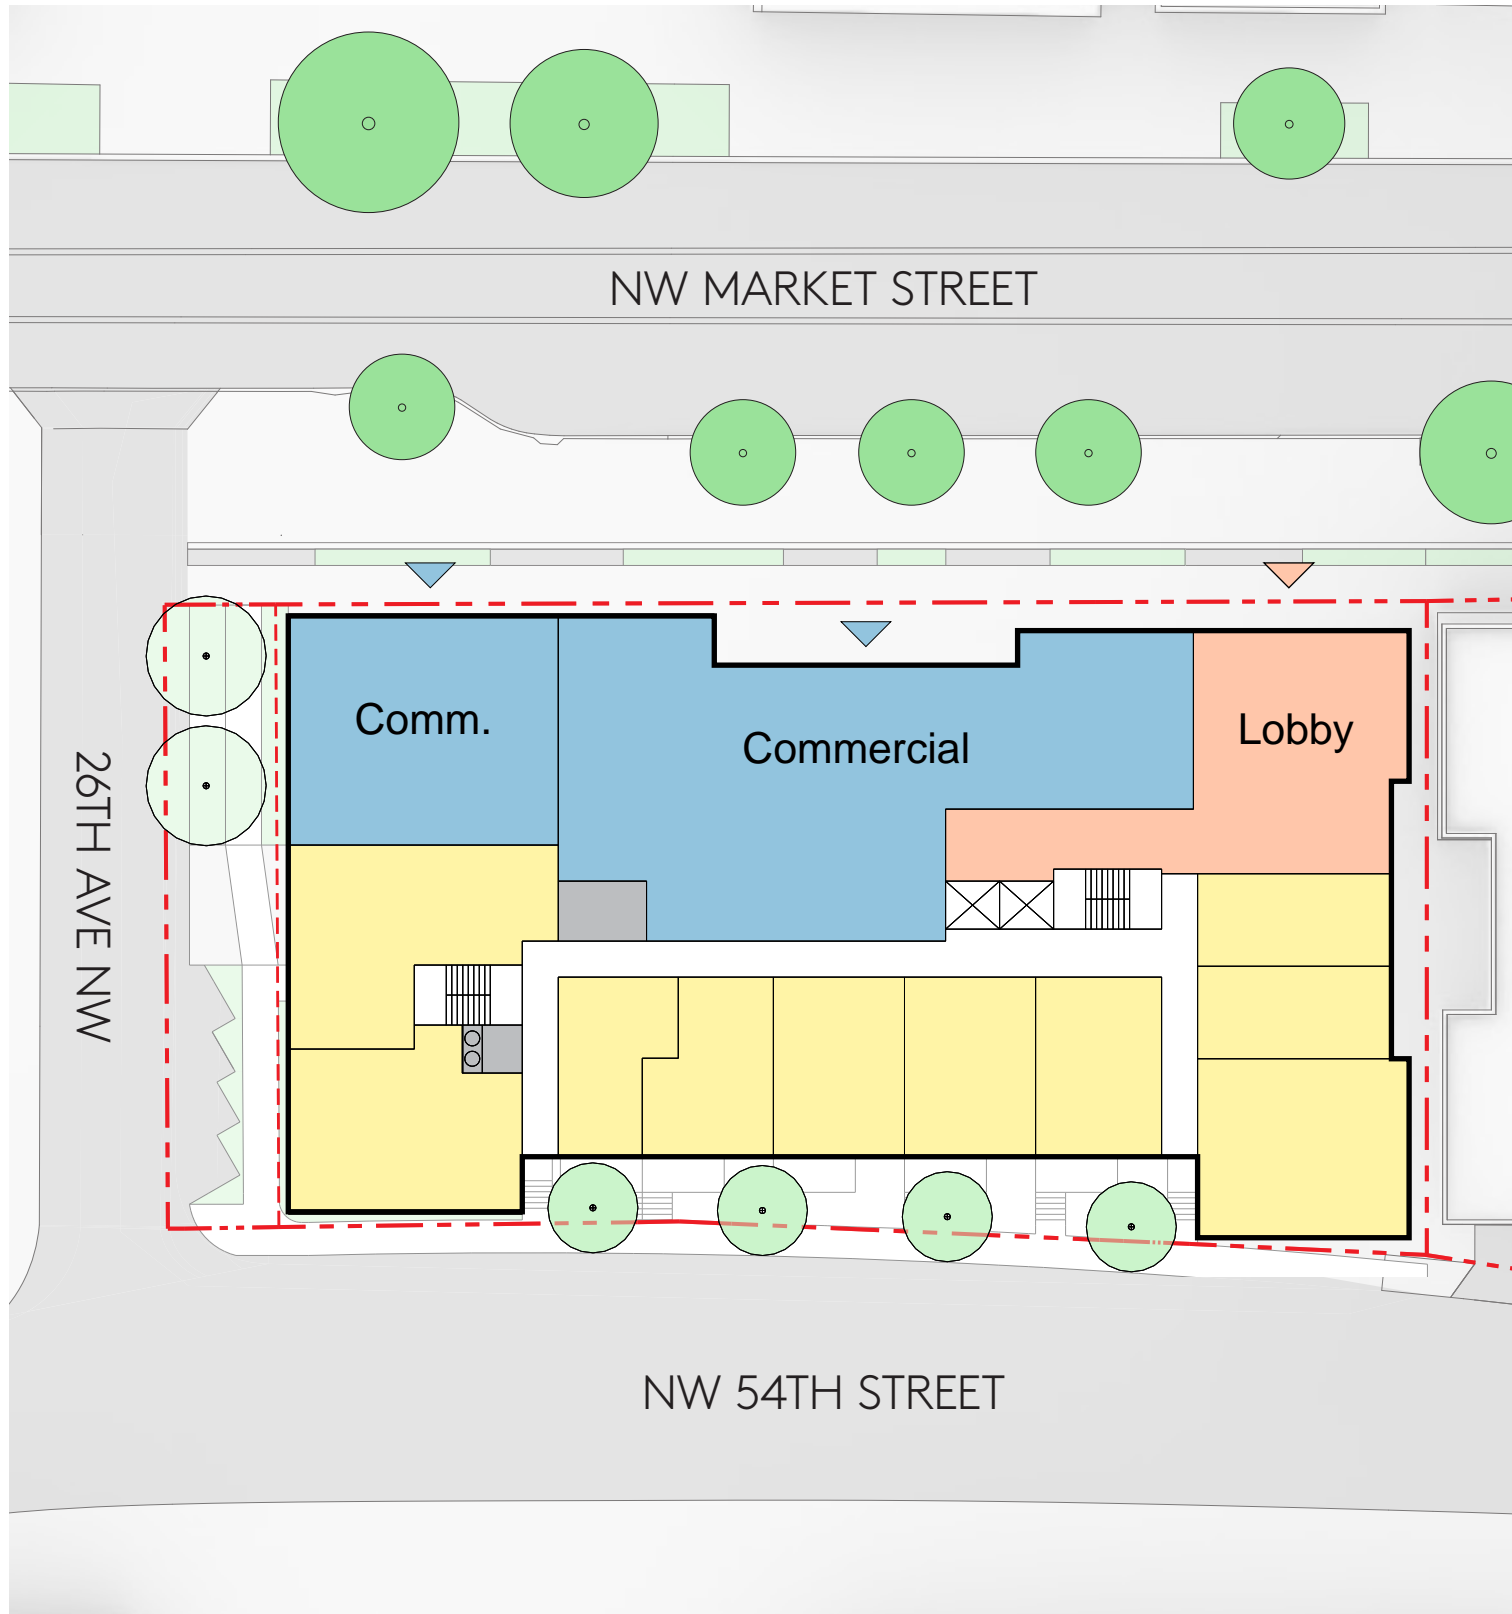 NW MARKET STREET
Comm.
Commercial
Lobby
26TH AVE NW
NW 54TH STREET